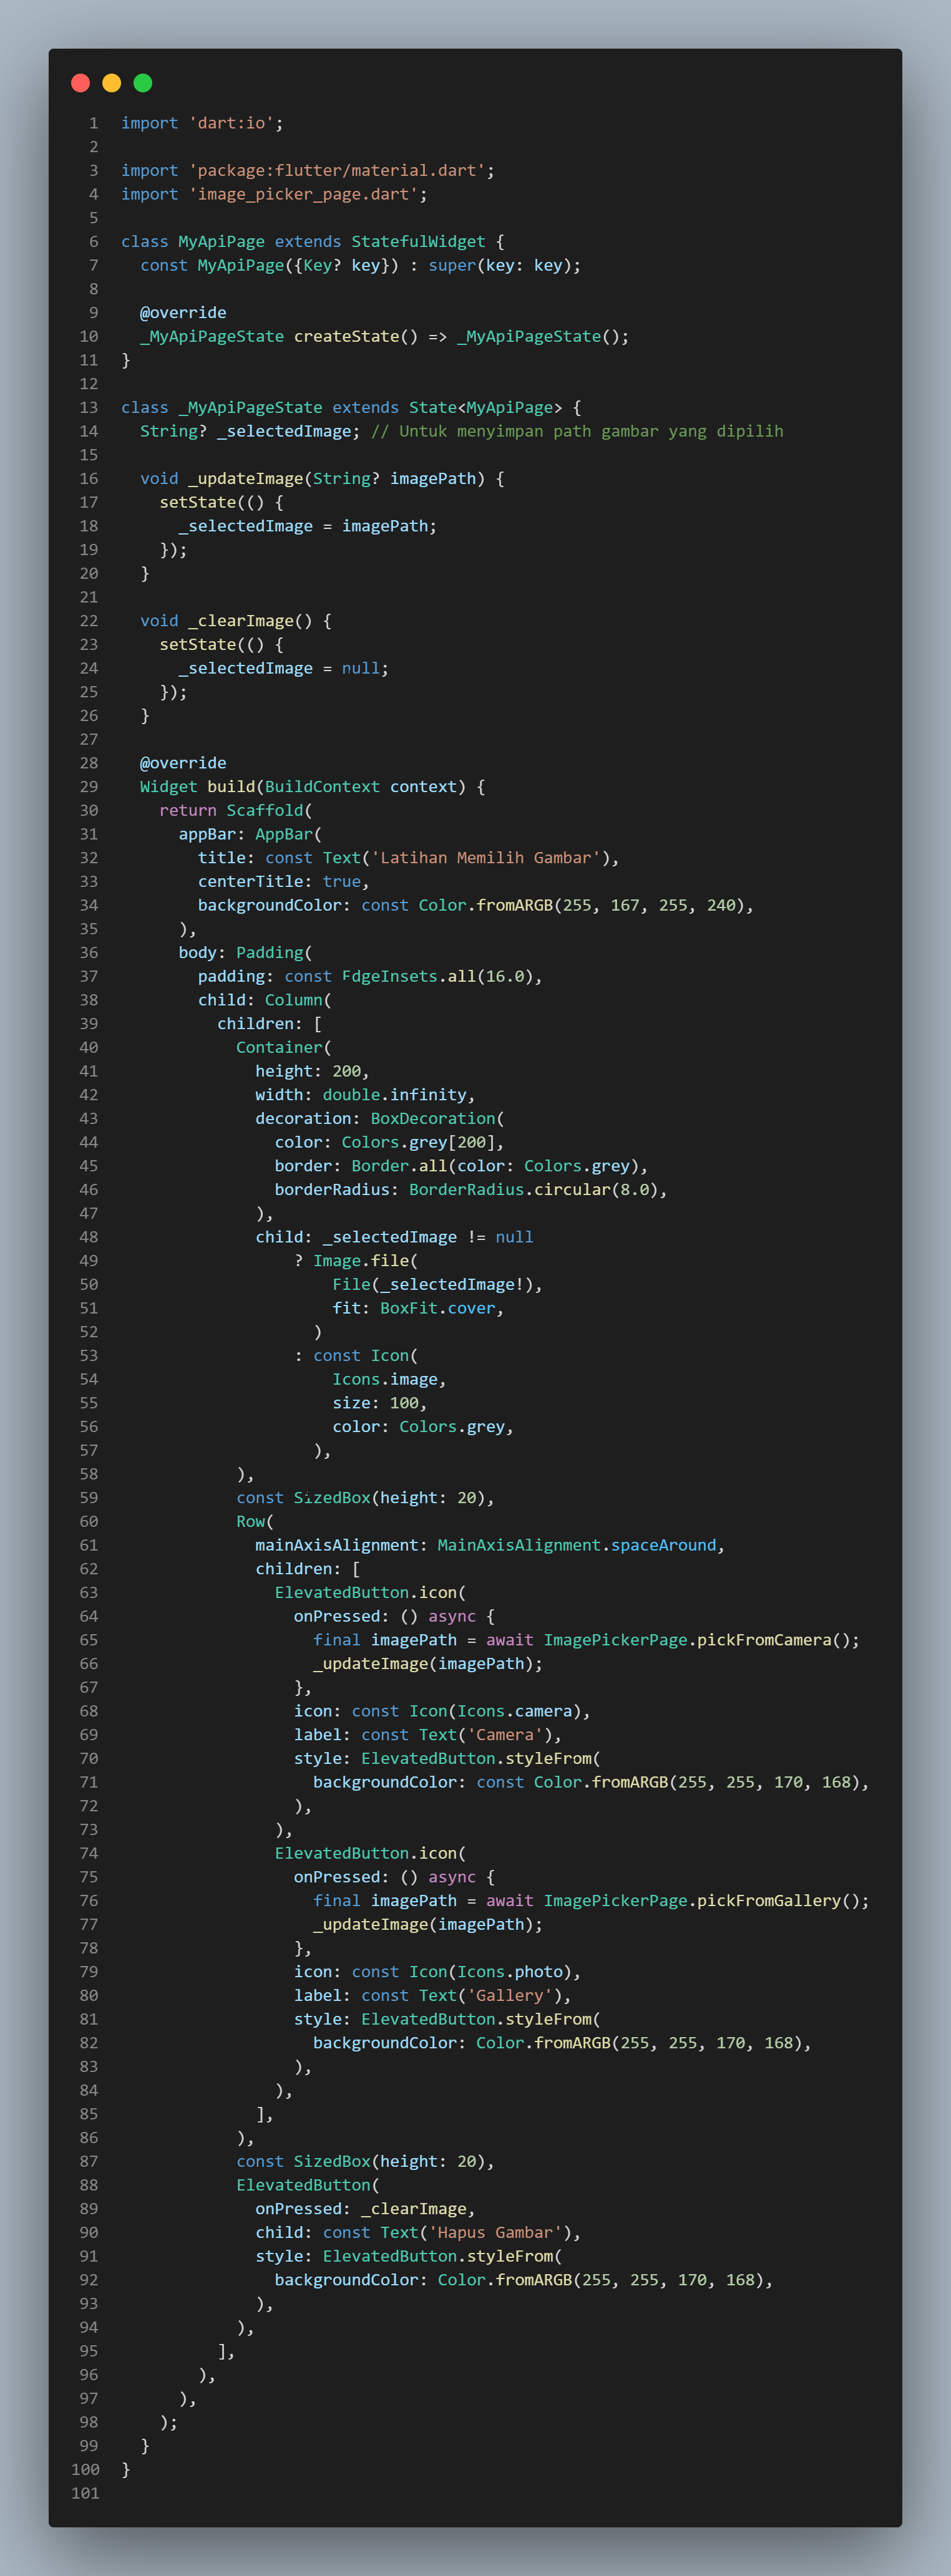 1 import 'dart:io';
2
3 import 'package:flutter/material.dart';
4 import 'image_picker_page.dart';
5
6 class MyApiPage extends StatefulWidget {
7   const MyApiPage({Key? key}) : super(key: key);
8
9   @override
10   _MyApiPageState createState() => _MyApiPageState();
11 }
12
13 class _MyApiPageState extends State<MyApiPage> {
14   String? _selectedImage; // Untuk menyimpan path gambar yang dipilih
15
16   void _updateImage(String? imagePath) {
17     setState(() {
18       _selectedImage = imagePath;
19     });
20   }
21
22   void _clearImage() {
23     setState(() {
24       _selectedImage = null;
25     });
26   }
27
28   @override
29   Widget build(BuildContext context) {
30     return Scaffold(
31       appBar: AppBar(
32         title: const Text('Latihan Memilih Gambar'),
33         centerTitle: true,
34         backgroundColor: const Color.fromARGB(255, 167, 255, 240),
35       ),
36       body: Padding(
37         padding: const EdgeInsets.all(16.0),
38         child: Column(
39           children: [
40             Container(
41               height: 200,
42               width: double.infinity,
43               decoration: BoxDecoration(
44                 color: Colors.grey[200],
45                 border: Border.all(color: Colors.grey),
46                 borderRadius: BorderRadius.circular(8.0),
47               ),
48               child: _selectedImage != null
49                   ? Image.file(
50                       File(_selectedImage!),
51                       fit: BoxFit.cover,
52                     )
53                   : const Icon(
54                       Icons.image,
55                       size: 100,
56                       color: Colors.grey,
57                     ),
58             ),
59             const SizedBox(height: 20),
60             Row(
61               mainAxisAlignment: MainAxisAlignment.spaceAround,
62               children: [
63                 ElevatedButton.icon(
64                   onPressed: () async {
65                     final imagePath = await ImagePickerPage.pickFromCamera();
66                     _updateImage(imagePath);
67                   },
68                   icon: const Icon(Icons.camera),
69                   label: const Text('Camera'),
70                   style: ElevatedButton.styleFrom(
71                     backgroundColor: const Color.fromARGB(255, 255, 170, 168),
72                   ),
73                 ),
74                 ElevatedButton.icon(
75                   onPressed: () async {
76                     final imagePath = await ImagePickerPage.pickFromGallery();
77                     _updateImage(imagePath);
78                   },
79                   icon: const Icon(Icons.photo),
80                   label: const Text('Gallery'),
81                   style: ElevatedButton.styleFrom(
82                     backgroundColor: Color.fromARGB(255, 255, 170, 168),
83                   ),
84                 ),
85               ],
86             ),
87             const SizedBox(height: 20),
88             ElevatedButton(
89               onPressed: _clearImage,
90               child: const Text('Hapus Gambar'),
91               style: ElevatedButton.styleFrom(
92                 backgroundColor: Color.fromARGB(255, 255, 170, 168),
93               ),
94             ),
95           ],
96         ),
97       ),
98     );
99   }
100 }
101